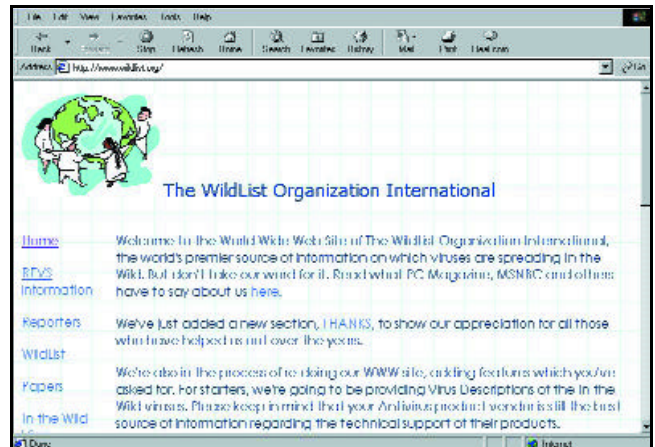 File Edit View Favorites Tools Help
Back Stop Refresh Home Search Favorites History Mail Print
Address http://www.wildlist.org/ Go
The WildList Organization International
Home
REVS
Information
Reporters
WildList
Papers
In the Wild
Welcome to the World Wide Web Site of The WildList Organization International,
the world's premier source of information on which viruses are spreading in the
Wild. But don't take our word for it. Read what PC Magazine, MSNBC and others
have to say about us here.
We've just added a new section, THANKS, to show our appreciation for all those
who have helped us out over the years.
We're also in the process of re-doing our WWW site, adding features which you've
asked for. For starters, we're going to be providing Virus Descriptions of the In the
Wild viruses. Please keep in mind that your Antivirus product vendor is still the best
source of information regarding the technical support of their products.
Done Internet